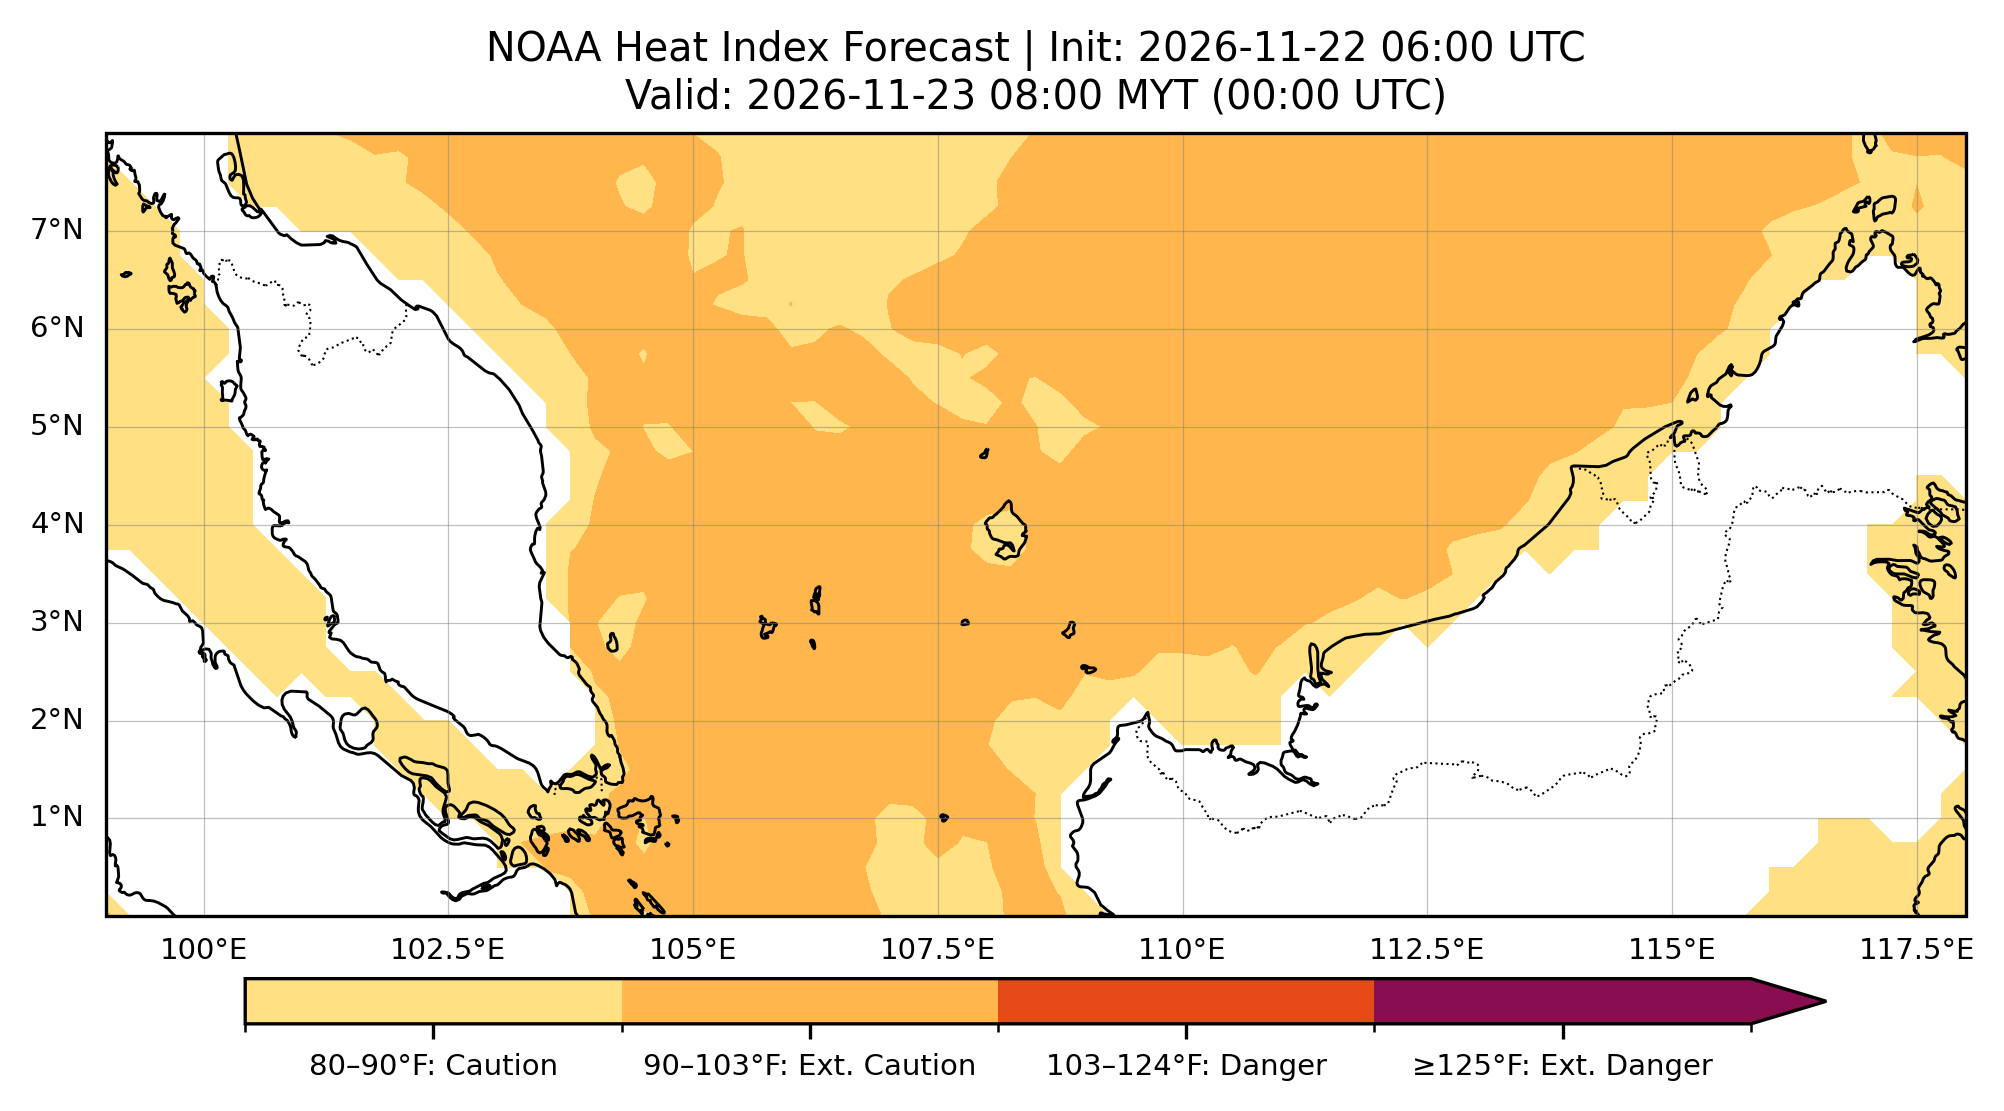 NOAA Heat Index Forecast | Init: 2026-11-22 06:00 UTC
Valid: 2026-11-23 08:00 MYT (00:00 UTC)
7°N
6°N
5°N
4°N
3°N
2°N
1°N
100°E 102.5°E 105°E 107.5°E 110°E 112.5°E 115°E 117.5°E
80–90°F: Caution 90–103°F: Ext. Caution 103–124°F: Danger ≥125°F: Ext. Danger